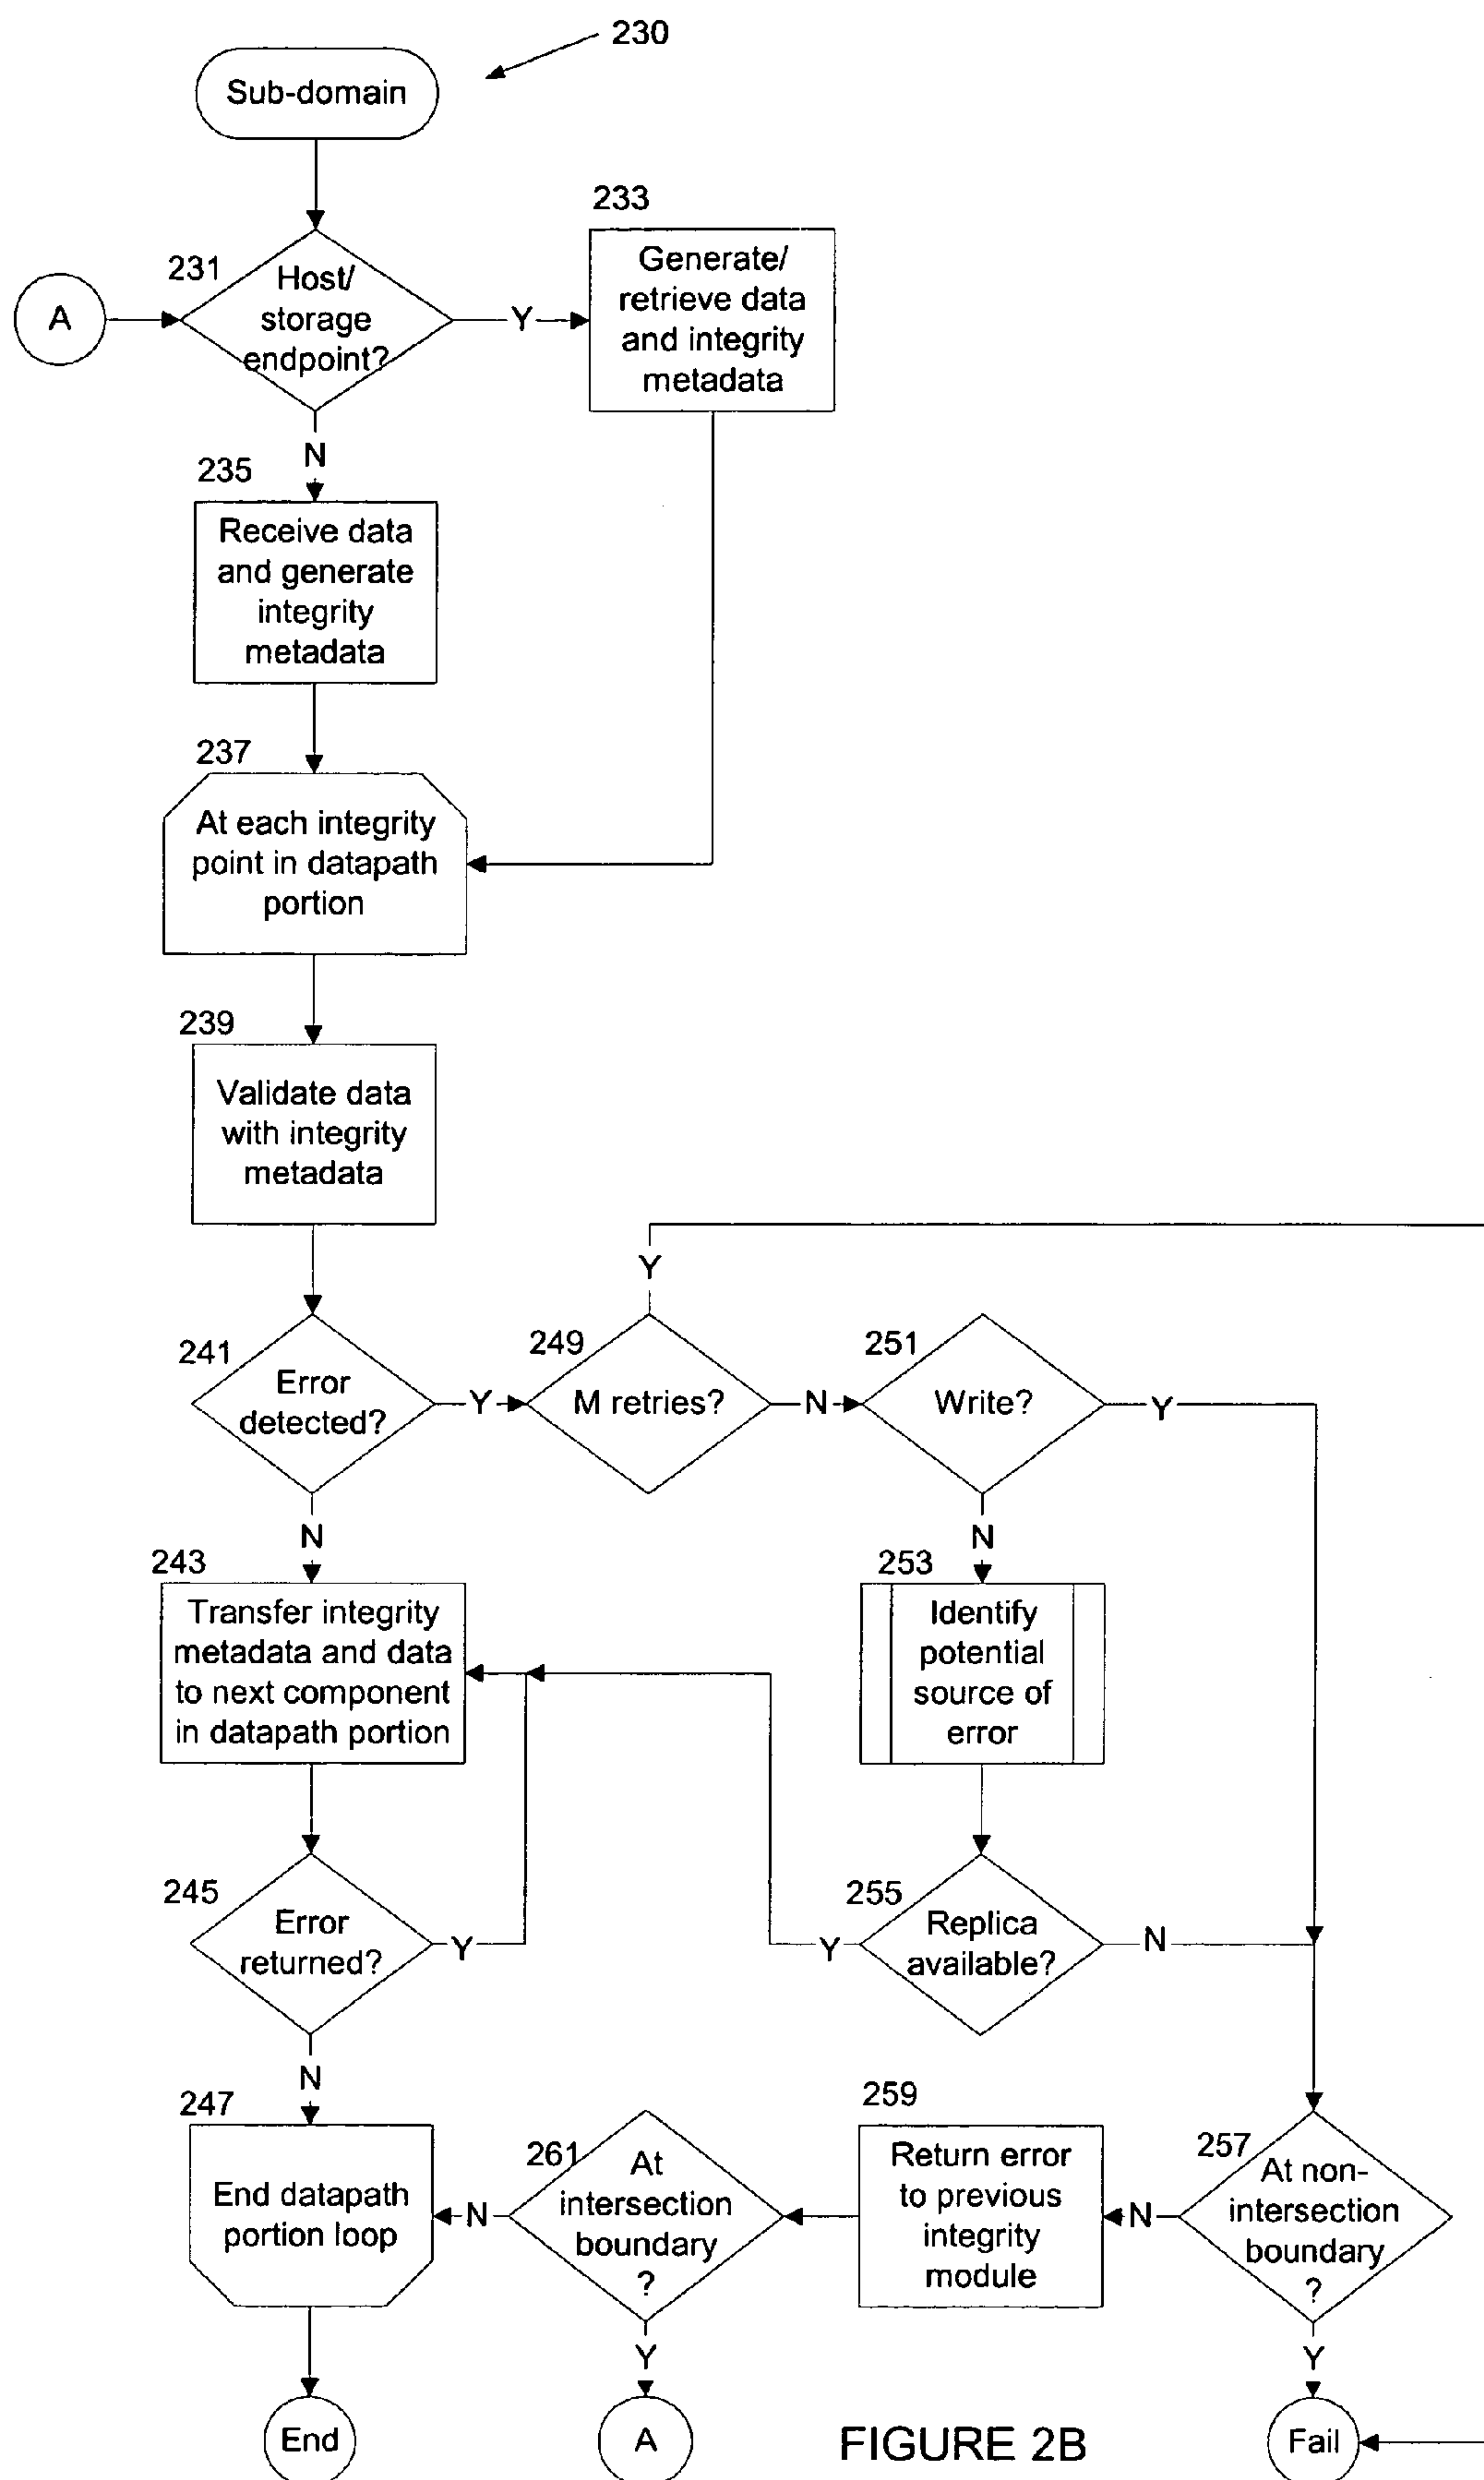 230
Sub-domain
233
231
Host/
storage
endpoint?
A
Y
Generate/
retrieve data
and integrity
metadata
N
235
Receive data
and generate
integrity
metadata
237
At each integrity
point in datapath
portion
239
Validate data
with integrity
metadata
Y
241
Error
detected?
Y
249
M retries?
N
251
Write?
Y
N
N
243
Transfer integrity
metadata and data
to next component
in datapath portion
253
Identify
potential
source of
error
245
Error
returned?
Y
Y
255
Replica
available?
N
N
247
End datapath
portion loop
N
261
At
intersection
boundary
?
259
Return error
to previous
integrity
module
N
257
At non-
intersection
boundary
?
Y
Y
End
A
FIGURE 2B
Fail